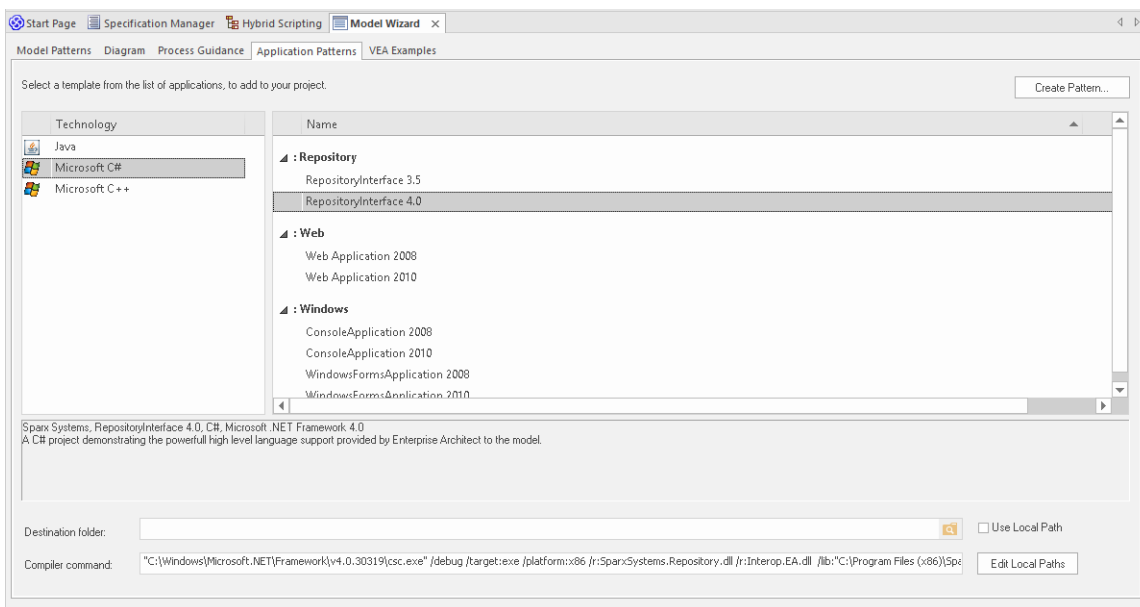 Start Page Specification Manager Hybrid Scripting Model Wizard ×
Model Patterns Diagram Process Guidance Application Patterns VEA Examples
Select a template from the list of applications, to add to your project.
Create Pattern...
Technology
Java
Microsoft C#
Microsoft C++
Name
: Repository
RepositoryInterface 3.5
RepositoryInterface 4.0
: Web
Web Application 2008
Web Application 2010
: Windows
ConsoleApplication 2008
ConsoleApplication 2010
WindowsFormsApplication 2008
WindowsFormsApplication 2010
Sparx Systems, RepositoryInterface 4.0, C#, Microsoft .NET Framework 4.0
A C# project demonstrating the powerfull high level language support provided by Enterprise Architect to the model.
Destination folder:
Use Local Path
Compiler command: "C:\Windows\Microsoft.NET\Framework\v4.0.30319\csc.exe" /debug /target:exe /platform:x86 /r:SparxSystems.Repository.dll /r:Interop.EA.dll /lib:"C:\Program Files (x86)\Spa
Edit Local Paths